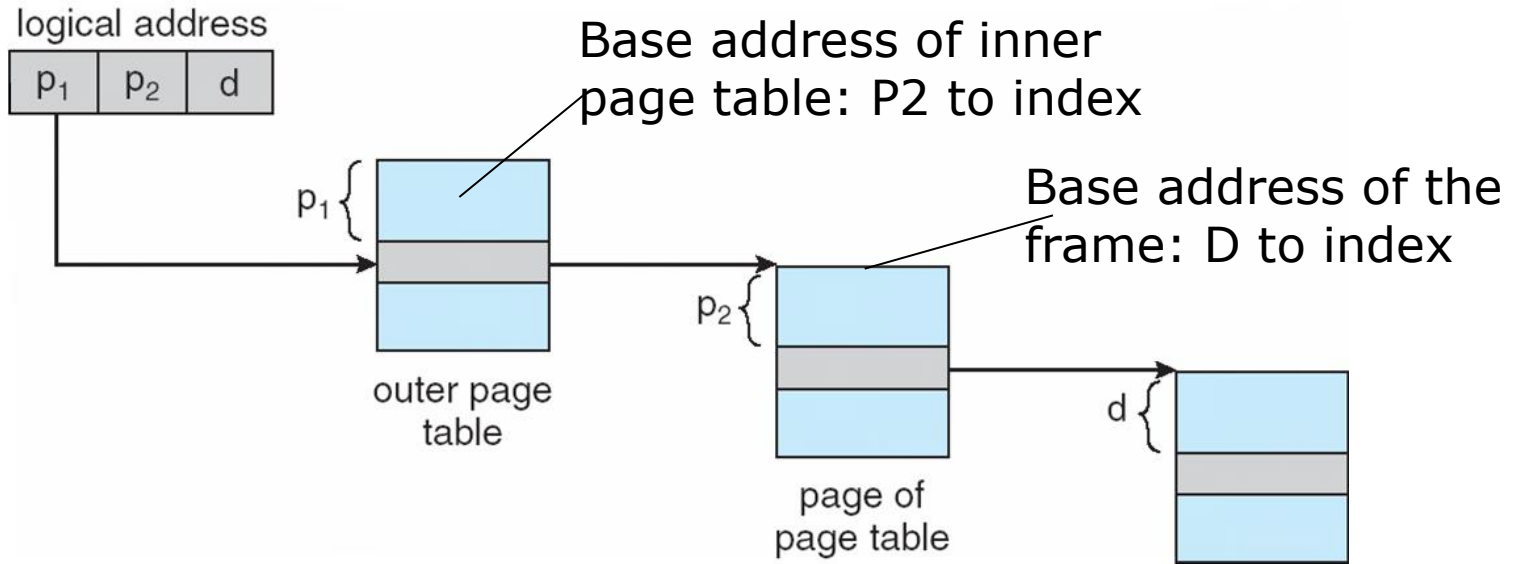 logical address
p₁ p₂ d
Base address of inner
page table: P2 to index
Base address of the
frame: D to index
p₁
outer page
table
p₂
page of
page table
d